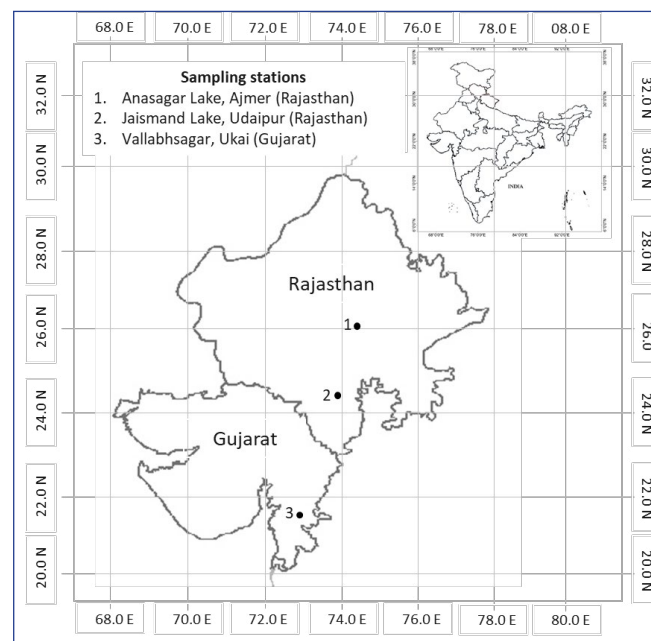 68.0 E 70.0 E 72.0 E 74.0 E 76.0 E 78.0 E 08.0 E
Sampling stations
1. Anasagar Lake, Ajmer (Rajasthan)
2. Jaismand Lake, Udaipur (Rajasthan)
3. Vallabhsagar, Ukai (Gujarat)
INDIA
32.0 N 32.0 N
30.0 N 30.0 N
28.0 N 28.0 N
Rajasthan
1
26.0 N 26.0
2
24.0 N 24.0 N
Gujarat
3
22.0 N 22.0 N
20.0 N 20.0 N
68.0 E 70.0 E 72.0 E 74.0 E 76.0 E 78.0 E 80.0 E